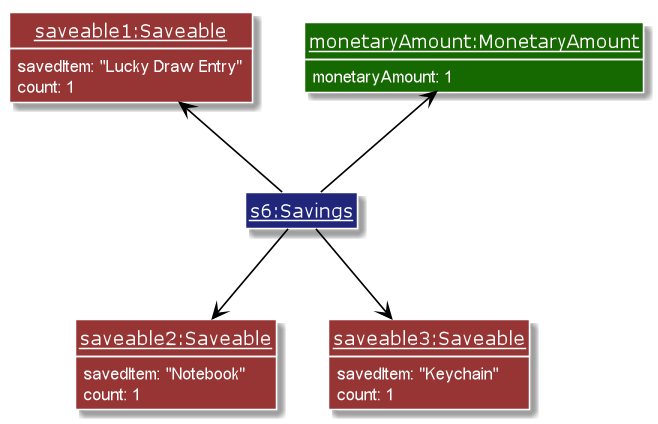 saveable1:Saveable
savedItem: "Lucky Draw Entry"
count: 1
monetaryAmount:MonetaryAmount
monetaryAmount: 1
s6:Savings
saveable2:Saveable
savedItem: "Notebook"
count: 1
saveable3:Saveable
savedItem: "Keychain"
count: 1